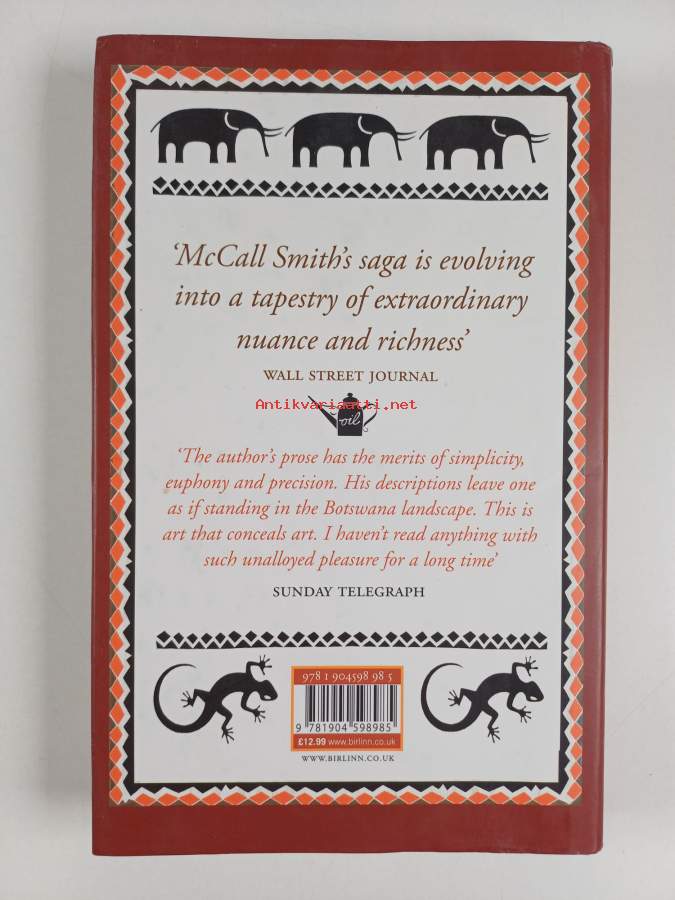 ‘McCall Smith’s saga is evolving
into a tapestry of extraordinary
nuance and richness’
WALL STREET JOURNAL
Antikvariaatti.net
oil
‘The author’s prose has the merits of simplicity,
euphony and precision. His descriptions leave one
as if standing in the Botswana landscape. This is
art that conceals art. I haven’t read anything with
such unalloyed pleasure for a long time’
SUNDAY TELEGRAPH
978 1 904598 98 5
9 781904 598985
£12.99 www.birlinn.co.uk
WWW.BIRLINN.CO.UK